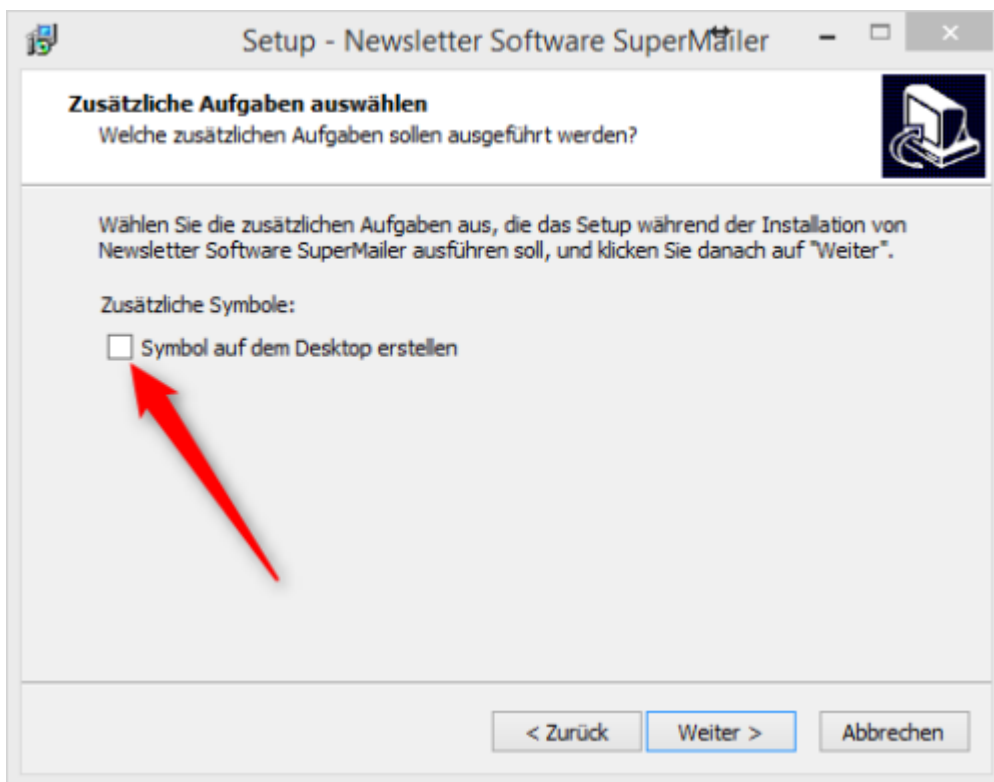 Setup - Newsletter Software SuperMailer
Zusätzliche Aufgaben auswählen
Welche zusätzlichen Aufgaben sollen ausgeführt werden?
Wählen Sie die zusätzlichen Aufgaben aus, die das Setup während der Installation von
Newsletter Software SuperMailer ausführen soll, und klicken Sie danach auf "Weiter".
Zusätzliche Symbole:
Symbol auf dem Desktop erstellen
< Zurück
Weiter >
Abbrechen